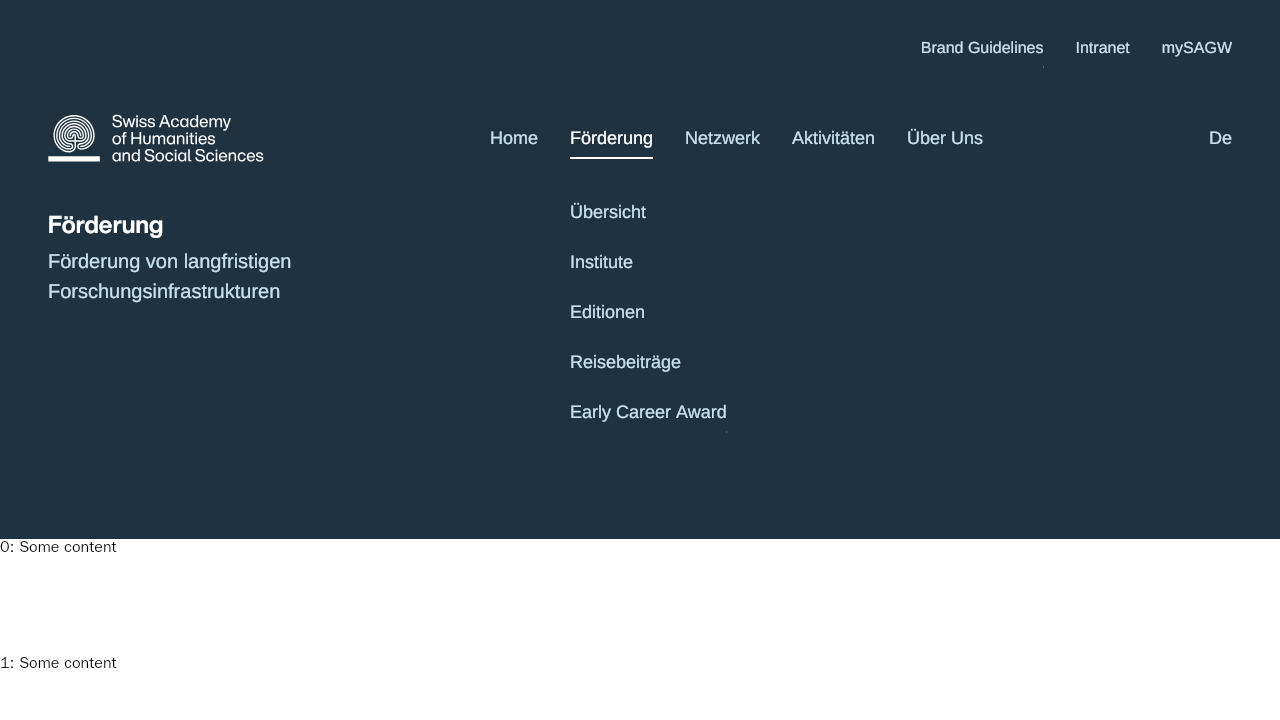 Brand Guidelines Intranet mySAGW
Swiss Academy
of Humanities
and Social Sciences
Home Förderung Netzwerk Aktivitäten Über Uns De
Förderung
Förderung von langfristigen
Forschungsinfrastrukturen
Übersicht
Institute
Editionen
Reisebeiträge
Early Career Award
0: Some content
1: Some content